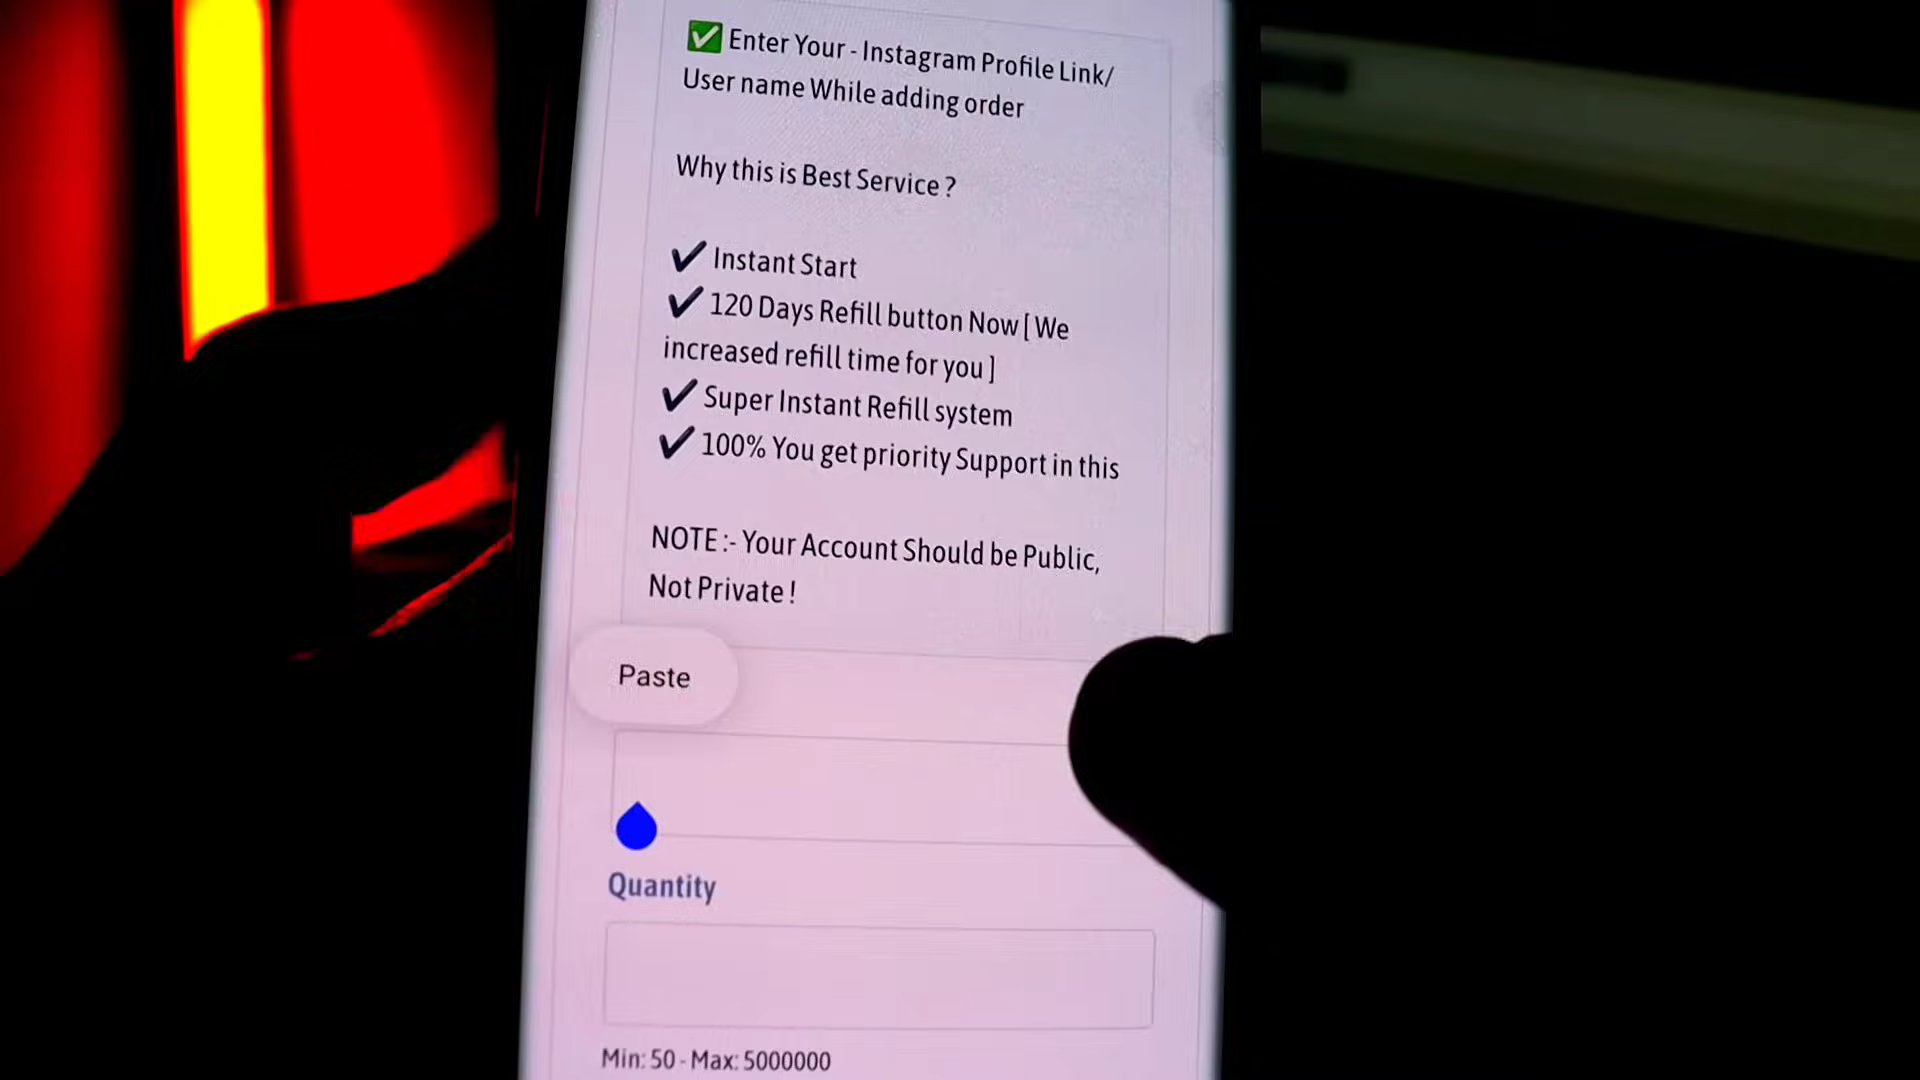 ✅ Enter Your - Instagram Profile Link/
User name While adding order
Why this is Best Service ?
✔ Instant Start
✔ 120 Days Refill button Now [ We
increased refill time for you ]
✔ Super Instant Refill system
✔ 100% You get priority Support in this
NOTE :- Your Account Should be Public,
Not Private !
Paste
Quantity
Min: 50 - Max: 5000000